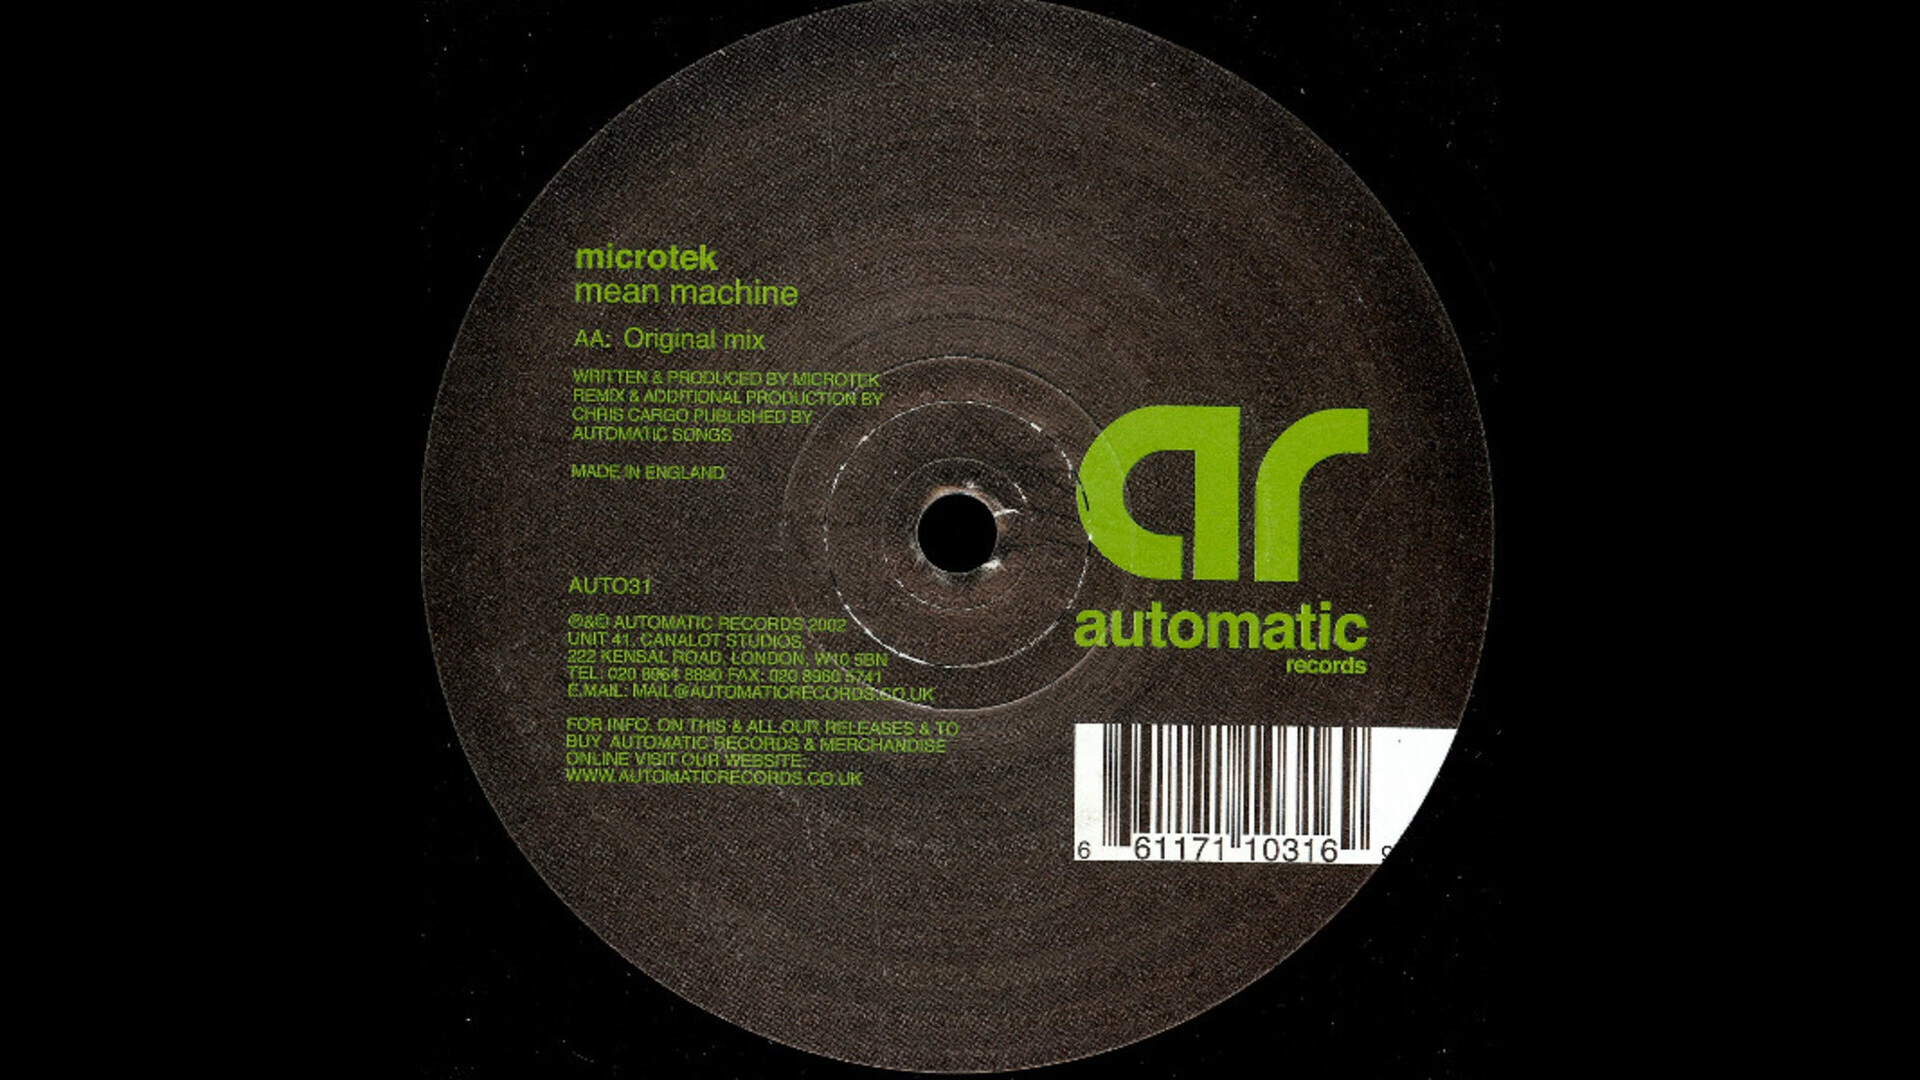 microtek
mean machine
AA: Original mix
WRITTEN & PRODUCED BY MICROTEK
REMIX & ADDITIONAL PRODUCTION BY
CHRIS CARGO PUBLISHED BY
AUTOMATIC SONGS
MADE IN ENGLAND
AUTO31
℗&© AUTOMATIC RECORDS 2002
UNIT 41, CANALOT STUDIOS,
222 KENSAL ROAD, LONDON, W10 5BN
TEL: 020 8964 8890 FAX: 020 8960 5741
E.MAIL: MAIL@AUTOMATICRECORDS.CO.UK
FOR INFO. ON THIS & ALL OUR RELEASES & TO
BUY AUTOMATIC RECORDS & MERCHANDISE
ONLINE VISIT OUR WEBSITE:
WWW.AUTOMATICRECORDS.CO.UK
ar
automatic
records
6 61171 10316 9